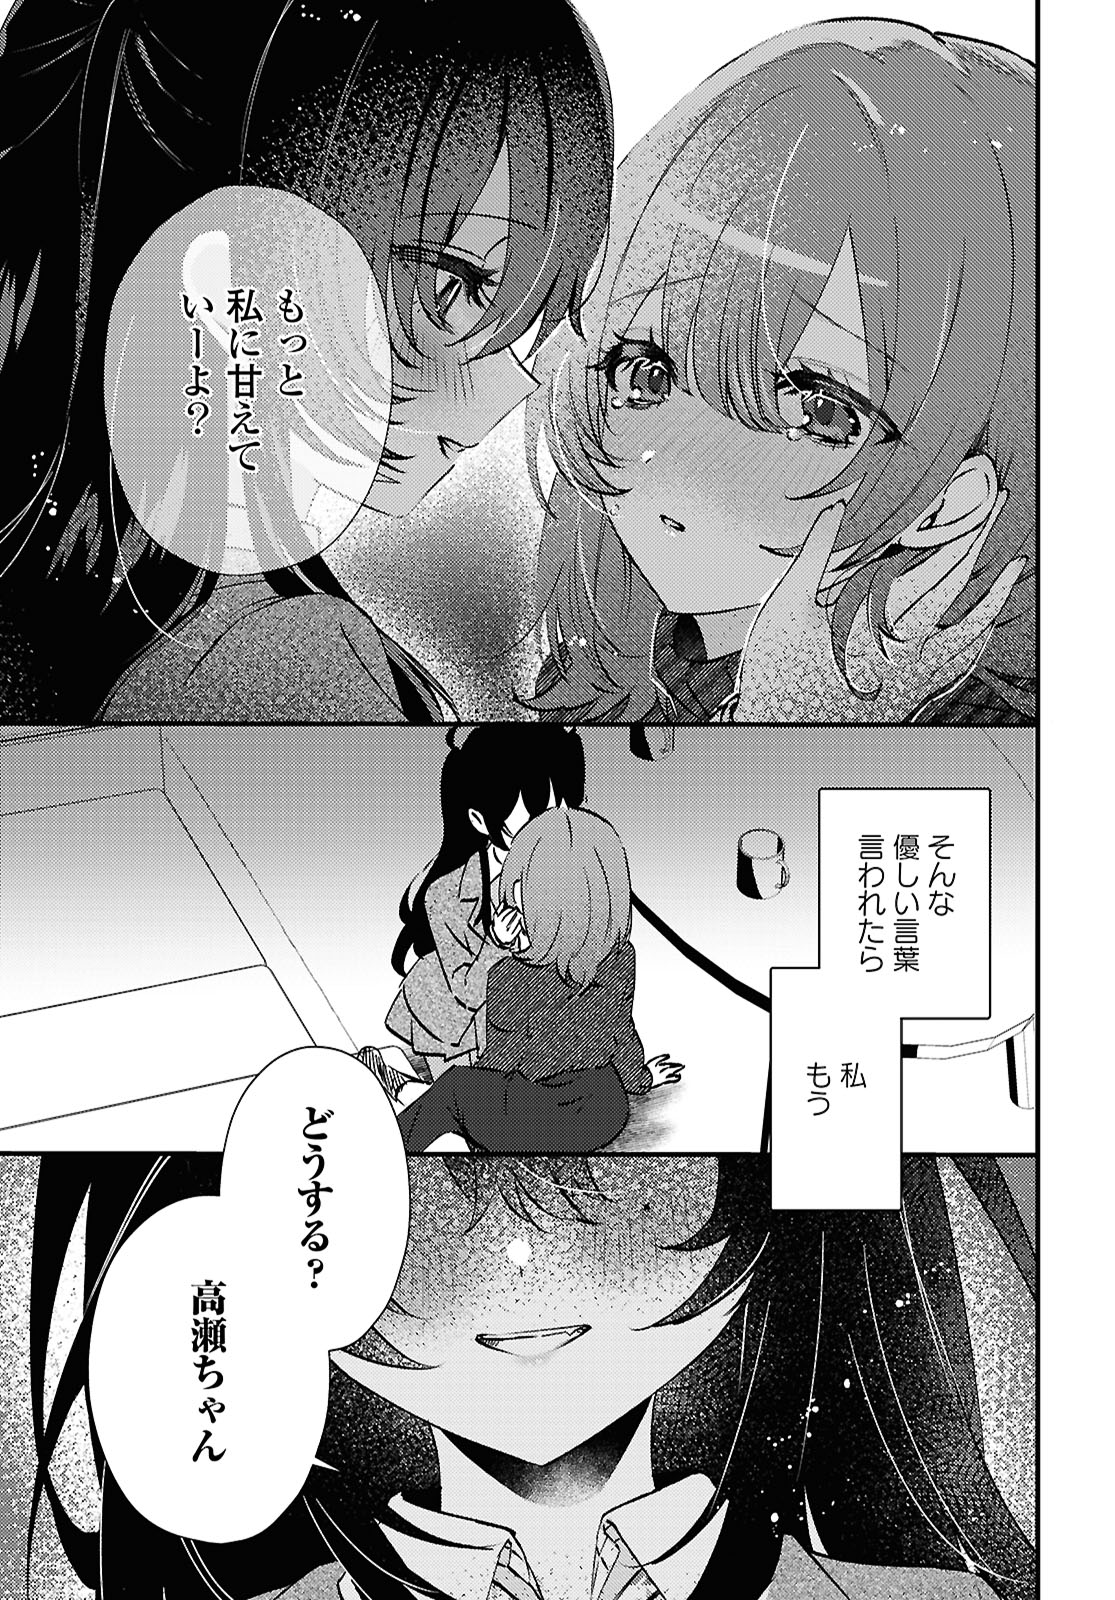 もっと
私に甘えて
いーよ?
そんな
優しい言葉
言われたら
私
もう
どうする?
高瀬ちゃん